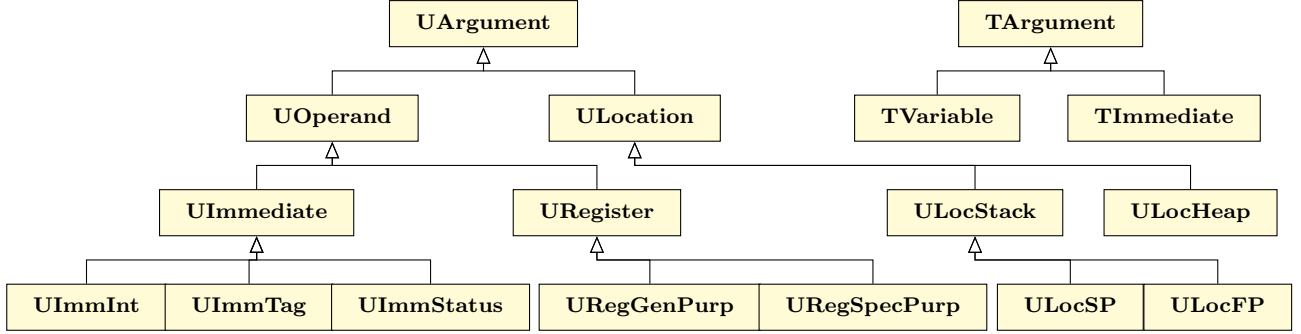 UArgument TArgument
UOperand ULocation TVariable TImmediate
UImmediate URegister ULocStack ULocHeap
UImmInt UImmTag UImmStatus URegGenPurp URegSpecPurp ULocSP ULocFP